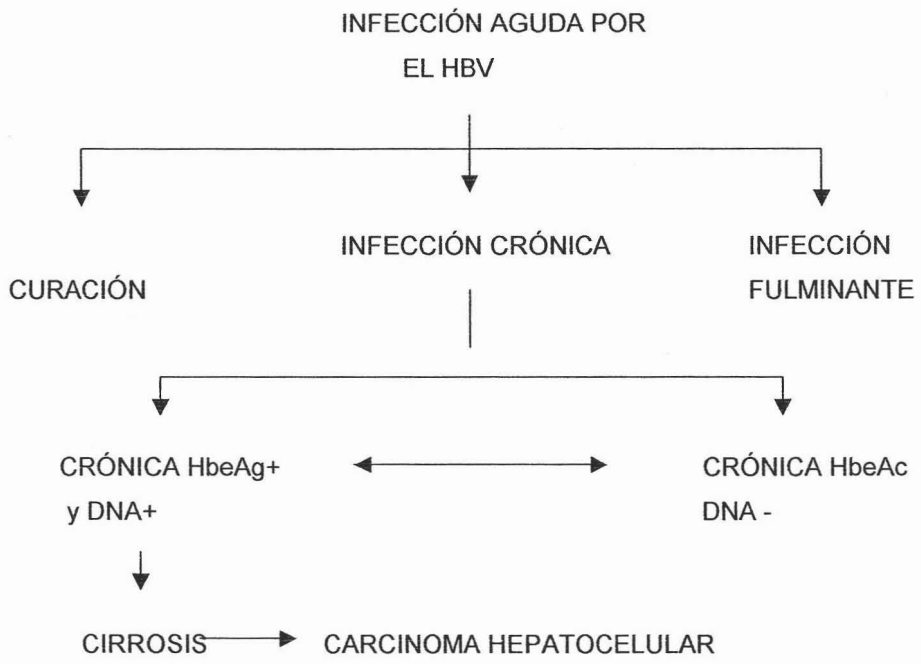 INFECCIÓN AGUDA POR
EL HBV
CURACIÓN
INFECCIÓN CRÓNICA
INFECCIÓN
FULMINANTE
CRÓNICA HbeAg+
y DNA+
CRÓNICA HbeAc
DNA -
CIRROSIS
CARCINOMA HEPATOCELULAR